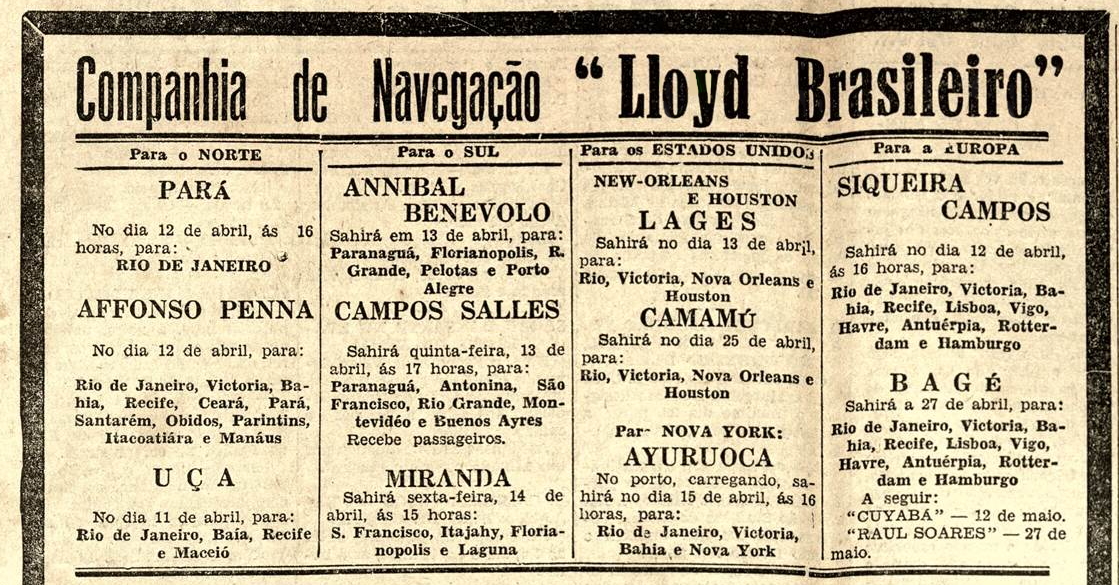 Companhia de Navegação “Lloyd Brasileiro”
Para o NORTE
PARÁ
No dia 12 de abril, ás 16
horas, para:
RIO DE JANEIRO
AFFONSO PENNA
No dia 12 de abril, para:
Rio de Janeiro, Victoria, Ba-
hia, Recife, Ceará, Pará,
Santarém, Obidos, Parintins,
Itacoatiára e Manáus
UÇA
No dia 11 de abril, para:
Rio de Janeiro, Baía, Recife
e Maceió
Para o SUL
ANNIBAL
BENEVOLO
Sahirá em 13 de abril, para:
Paranaguá, Florianopolis, R.
Grande, Pelotas e Porto
Alegre
CAMPOS SALLES
Sahirá quinta-feira, 13 de
abril, ás 17 horas, para:
Paranaguá, Antonina, São
Francisco, Rio Grande, Mon-
tevidéo e Buenos Ayres
Recebe passageiros.
MIRANDA
Sahirá sexta-feira, 14 de
abril, ás 15 horas:
S. Francisco, Itajahy, Floria-
nopolis e Laguna
Para os ESTADOS UNIDOS
NEW-ORLEANS
E HOUSTON
LAGES
Sahirá no dia 13 de abril,
para:
Rio, Victoria, Nova Orleans e
Houston
CAMAMÚ
Sahirá no dia 25 de abril,
para:
Rio, Victoria, Nova Orleans e
Houston
Par- NOVA YORK:
AYURUOCA
No porto, carregando, sa-
hirá no dia 15 de abril, ás 16
horas, para:
Rio de Janeiro, Victoria,
Bahia e Nova York
Para a EUROPA
SIQUEIRA
CAMPOS
Sahirá no dia 12 de abril,
ás 16 horas, para:
Rio de Janeiro, Victoria, Ba-
hia, Recife, Lisboa, Vigo,
Havre, Antuérpia, Rotter-
dam e Hamburgo
BAGÉ
Sahirá a 27 de abril, para:
Rio de Janeiro, Victoria, Ba-
hia, Recife, Lisboa, Vigo,
Havre, Antuérpia, Rotter-
dam e Hamburgo
A seguir:
“CUYABÁ” — 12 de maio.
“RAUL SOARES” — 27 de
maio.